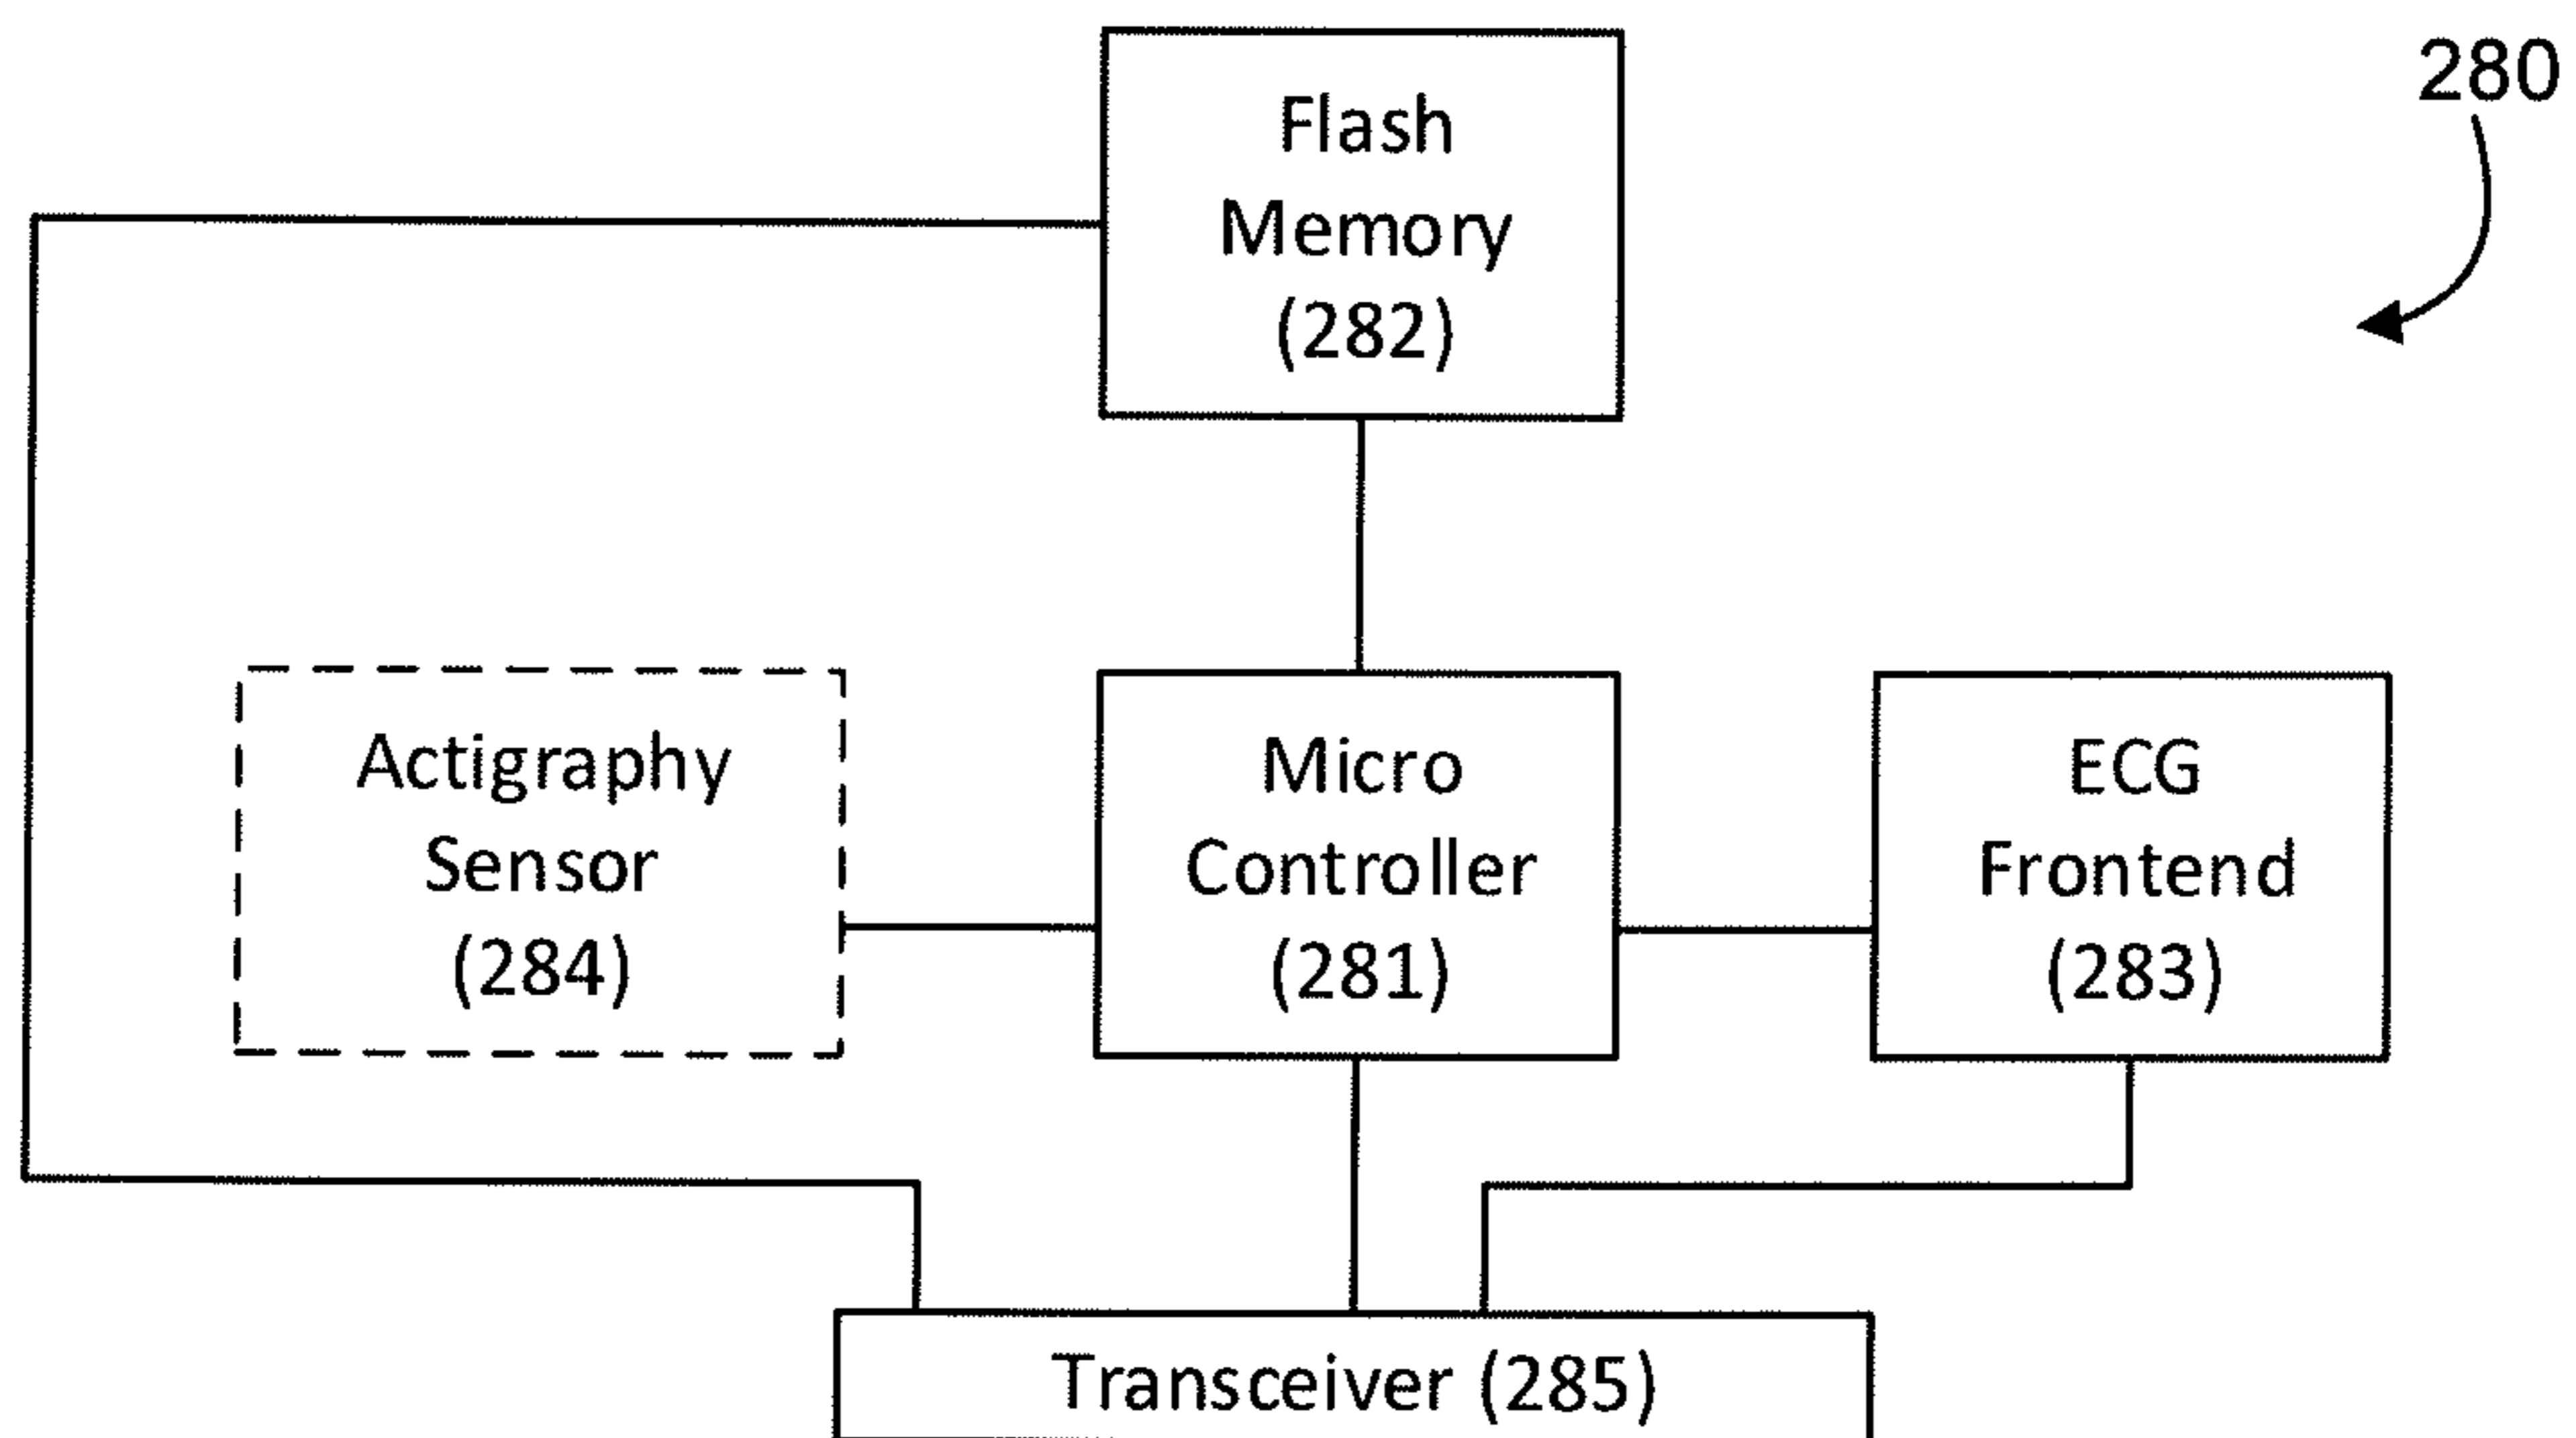 280
Flash
Memory
(282)
Actigraphy
Sensor
(284)
Micro
Controller
(281)
ECG
Frontend
(283)
Transceiver (285)